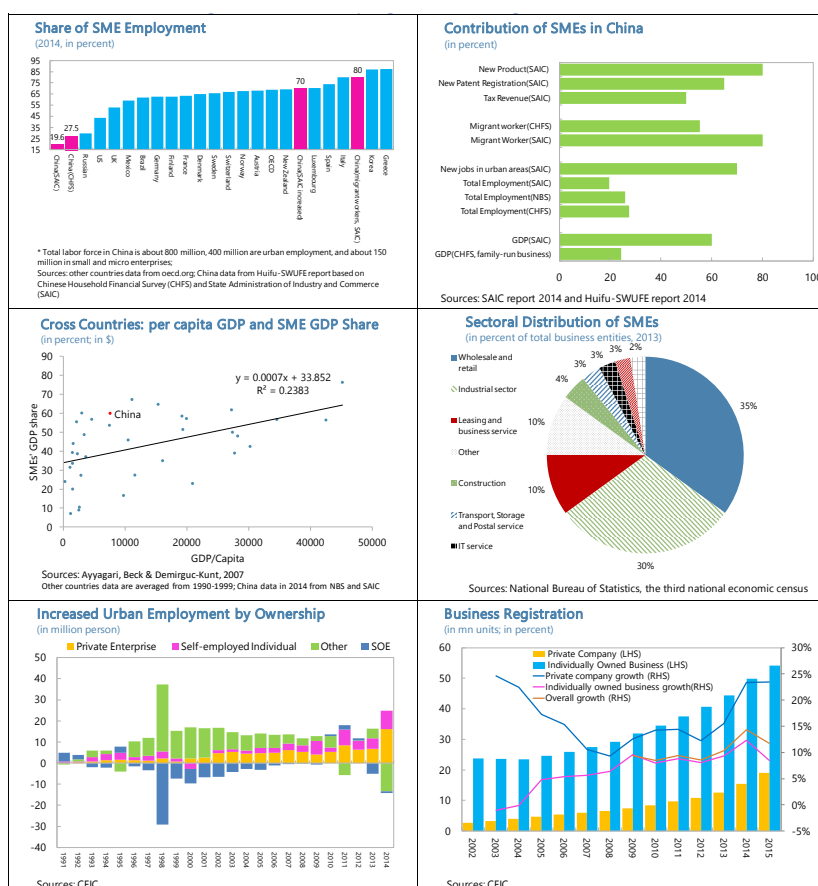 Share of SME Employment
(2014, in percent)
95
85
75
65
55
45
35
25
15
19.6
27.5
70
80
China(SAIC)
China(CHFS)
Russian
US
UK
Mexico
Brazil
Germany
Finland
France
Denmark
Sweden
Switzerland
Norway
Austria
OECD
New Zealand
China(SAIC increased)
Luxembourg
Spain
Italy
China(migrant workers, SAIC)
Korea
Greece
* Total labor force in China is about 800 million, 400 million are urban employment, and about 150
million in small and micro enterprises;
Sources: other countries data from oecd.org; China data from Huifu-SWUFE report based on
Chinese Household Financial Survey (CHFS) and State Administration of Industry and Commerce
(SAIC)
Contribution of SMEs in China
(in percent)
New Product(SAIC)
New Patent Registration(SAIC)
Tax Revenue(SAIC)
Migrant worker(CHFS)
Migrant Worker(SAIC)
New jobs in urban areas(SAIC)
Total Employment(SAIC)
Total Employment(NBS)
Total Employment(CHFS)
GDP(SAIC)
GDP(CHFS, family-run business)
0 20 40 60 80 100
Sources: SAIC report 2014 and Huifu-SWUFE report 2014
Cross Countries: per capita GDP and SME GDP Share
(in percent; in $)
90
80
70
60
50
40
30
20
10
0
SMEs' GDP share
y = 0.0007x + 33.852
R² = 0.2383
China
0 10000 20000 30000 40000 50000
GDP/Capita
Sources: Ayyagari, Beck & Demirguc-Kunt, 2007
Other countries data are averaged from 1990-1999; China data in 2014 from NBS and SAIC
Sectoral Distribution of SMEs
(in percent of total business entities, 2013)
Wholesale and
retail
Industrial sector
Leasing and
business service
Other
Construction
Transport, Storage
and Postal service
IT service
35%
30%
10%
10%
4%
3%
3%
3%
2%
Sources: National Bureau of Statistics, the third national economic census
Increased Urban Employment by Ownership
(in million person)
Private Enterprise Self-employed Individual Other SOE
50
40
30
20
10
0
-10
-20
-30
-40
1991 1992 1993 1994 1995 1996 1997 1998 1999 2000 2001 2002 2003 2004 2005 2006 2007 2008 2009 2010 2011 2012 2013 2014
Sources: CEIC
Business Registration
(in mn units; in percent)
Private Company (LHS)
Individually Owned Business (LHS)
Private company growth (RHS)
Individually owned business growth(RHS)
Overall growth (RHS)
60
50
40
30
20
10
0
30%
25%
20%
15%
10%
5%
0%
-5%
2002 2003 2004 2005 2006 2007 2008 2009 2010 2011 2012 2013 2014 2015
Sources: CEIC